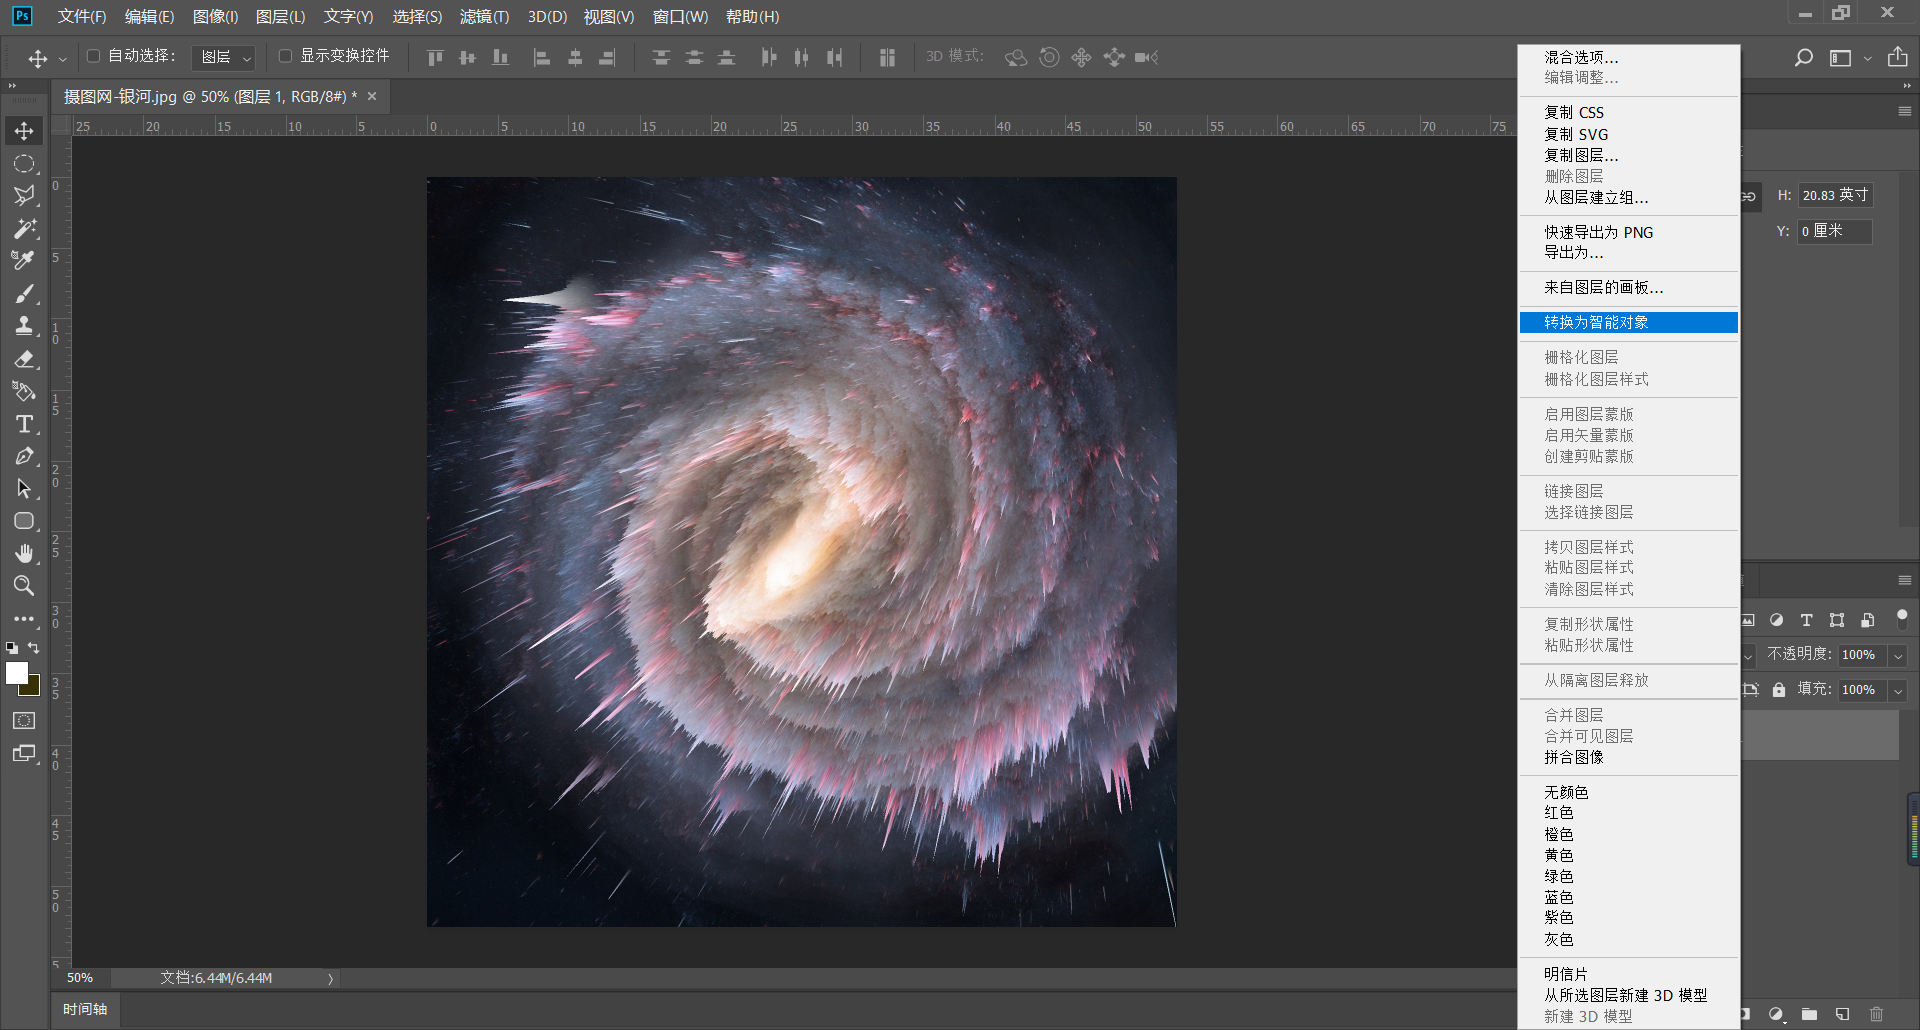 Ps 文件(F) 编辑(E) 图像(I) 图层(L) 文字(Y) 选择(S) 滤镜(T) 3D(D) 视图(V) 窗口(W) 帮助(H)
自动选择： 图层 显示变换控件 3D 模式:
摄图网-银河.jpg @ 50% (图层 1, RGB/8#) * ×
25 20 15 10 5 0 5 10 15 20 25 30 35 40 45 50 55 60 65 70 75
0
5
10
15
20
25
30
35
40
45
50
5
混合选项...
编辑调整...
复制 CSS
复制 SVG
复制图层...
删除图层
从图层建立组...
快速导出为 PNG
导出为...
来自图层的画板...
转换为智能对象
栅格化图层
栅格化图层样式
启用图层蒙版
启用矢量蒙版
创建剪贴蒙版
链接图层
选择链接图层
拷贝图层样式
粘贴图层样式
清除图层样式
复制形状属性
粘贴形状属性
从隔离图层释放
合并图层
合并可见图层
拼合图像
无颜色
红色
橙色
黄色
绿色
蓝色
紫色
灰色
明信片
从所选图层新建 3D 模型
新建 3D 模型
H: 20.83 英寸
Y: 0 厘米
不透明度: 100%
填充: 100%
50% 文档:6.44M/6.44M
时间轴